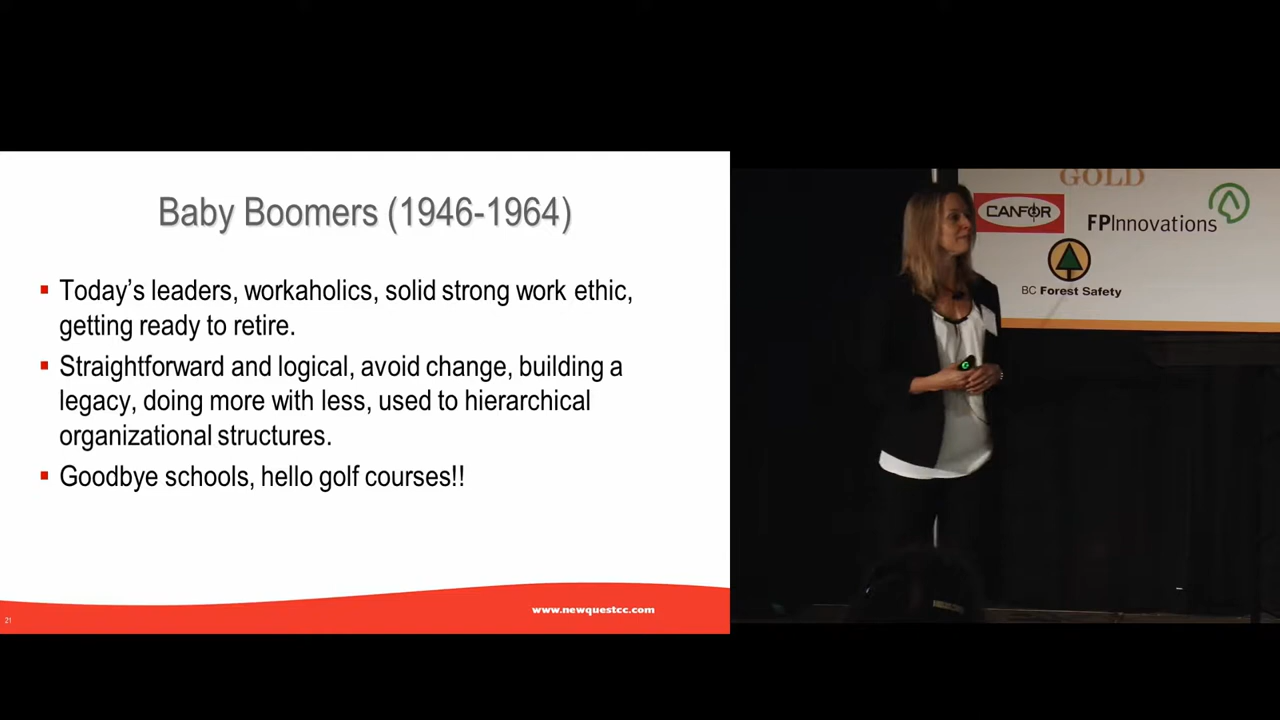 Baby Boomers (1946-1964)
▪ Today's leaders, workaholics, solid strong work ethic,
getting ready to retire.
▪ Straightforward and logical, avoid change, building a
legacy, doing more with less, used to hierarchical
organizational structures.
▪ Goodbye schools, hello golf courses!!
www.newquestcc.com
21
GOLD
CANFOR
FPInnovations
BC Forest Safety